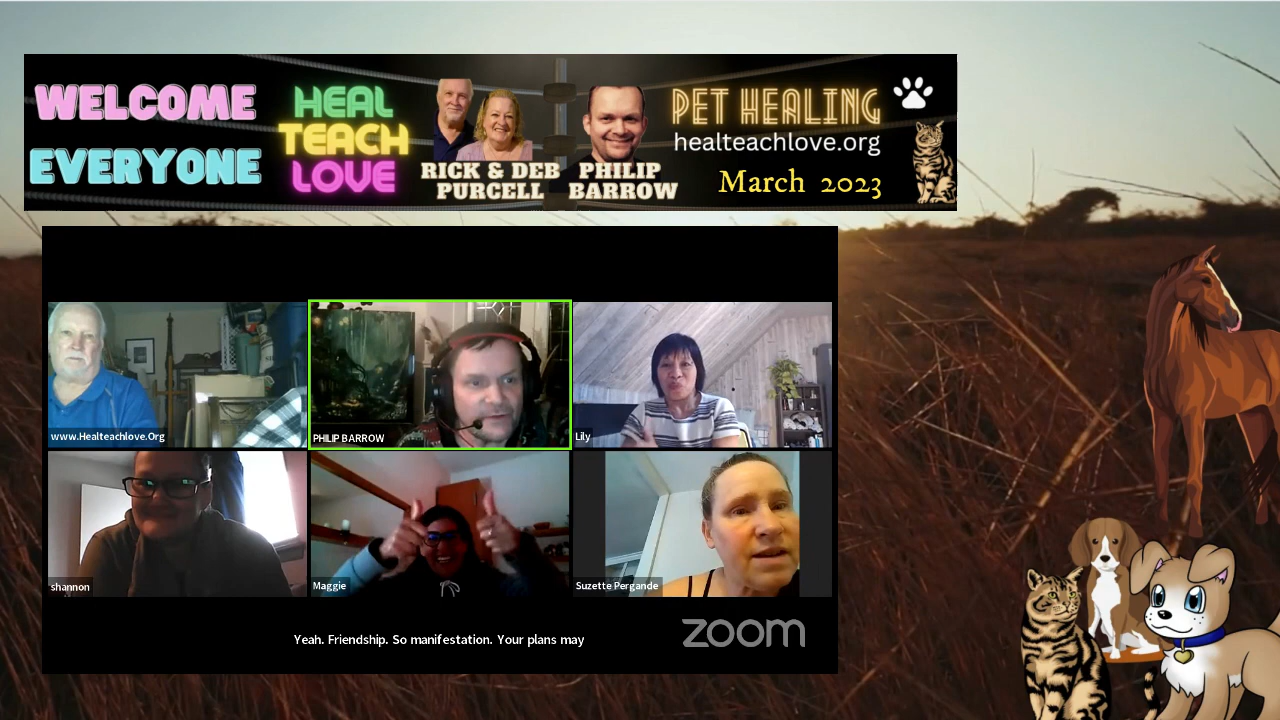 WELCOME
EVERYONE
HEAL
TEACH
LOVE
RICK & DEB
PURCELL
PHILIP
BARROW
PET HEALING
healteachlove.org
March 2023
www.Healteachlove.Org
PHILIP BARROW
Lily
shannon
Maggie
Suzette Pergande
Yeah. Friendship. So manifestation. Your plans may
zoom